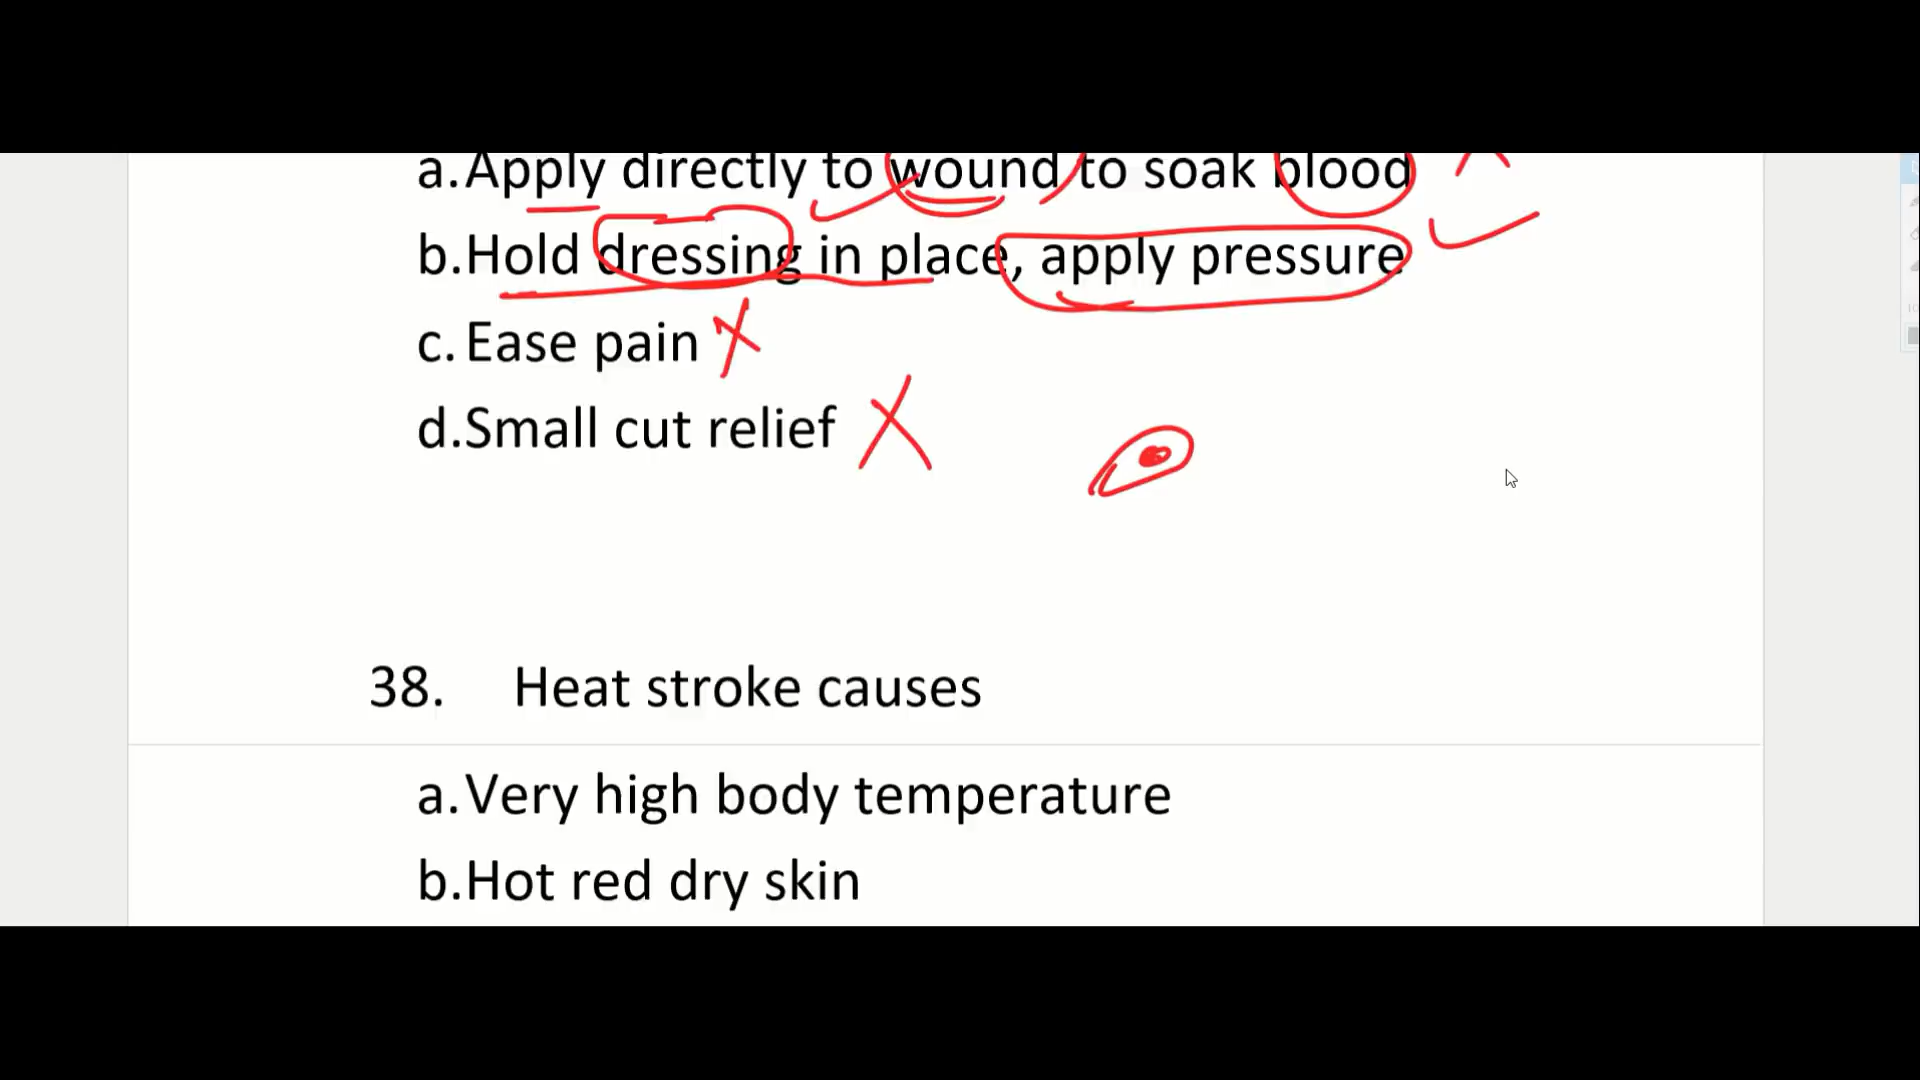 a. Apply directly to wound to soak blood
b. Hold dressing in place, apply pressure
c. Ease pain
d. Small cut relief
38. Heat stroke causes
a. Very high body temperature
b. Hot red dry skin